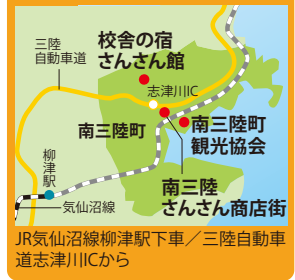 三陸
自動車道
校舎の宿
さんさん館
志津川IC
南三陸町
南三陸町
観光協会
柳津駅
南三陸
さんさん商店街
気仙沼線
JR気仙沼線柳津駅下車／三陸自動車
道志津川ICから